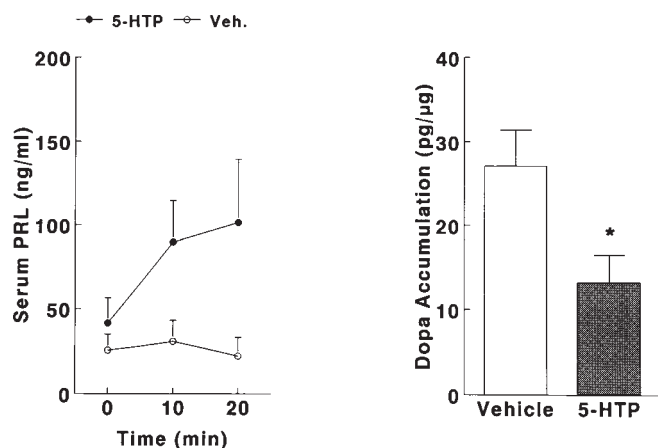 5-HTP Veh.
Serum PRL (ng/ml)
200
150
100
50
0
0 10 20
Time (min)
Dopa Accumulation (pg/μg)
40
30
20
10
0
*
Vehicle 5-HTP